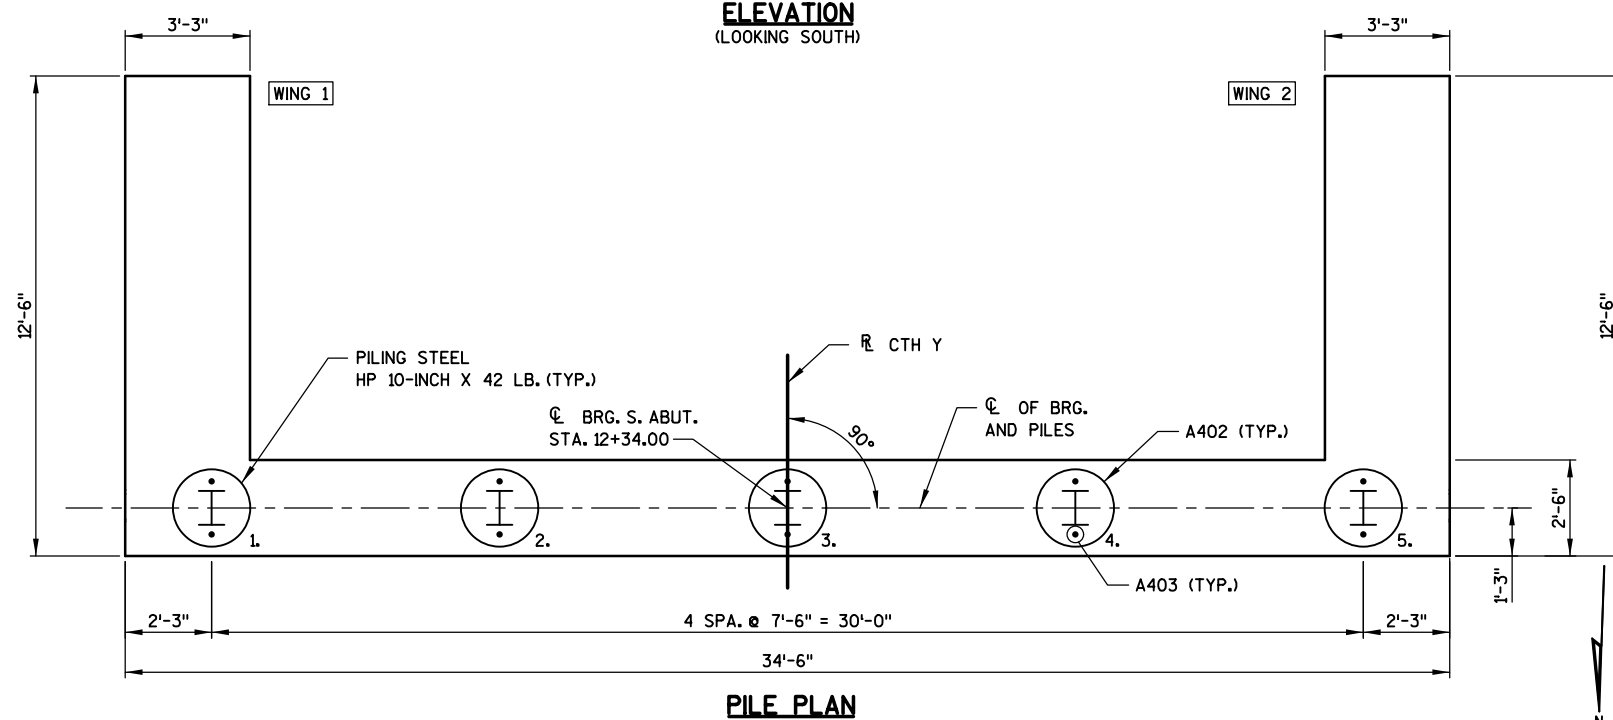 ELEVATION
(LOOKING SOUTH)
3'-3"
3'-3"
WING 1
WING 2
12'-6"
12'-6"
PILING STEEL
HP 10-INCH X 42 LB. (TYP.)
℄ BRG. S. ABUT.
STA. 12+34.00
RL CTH Y
90°
℄ OF BRG.
AND PILES
A402 (TYP.)
1.
2.
3.
4.
5.
2'-6"
1'-3"
A403 (TYP.)
2'-3"
4 SPA. @ 7'-6" = 30'-0"
2'-3"
34'-6"
PILE PLAN
N